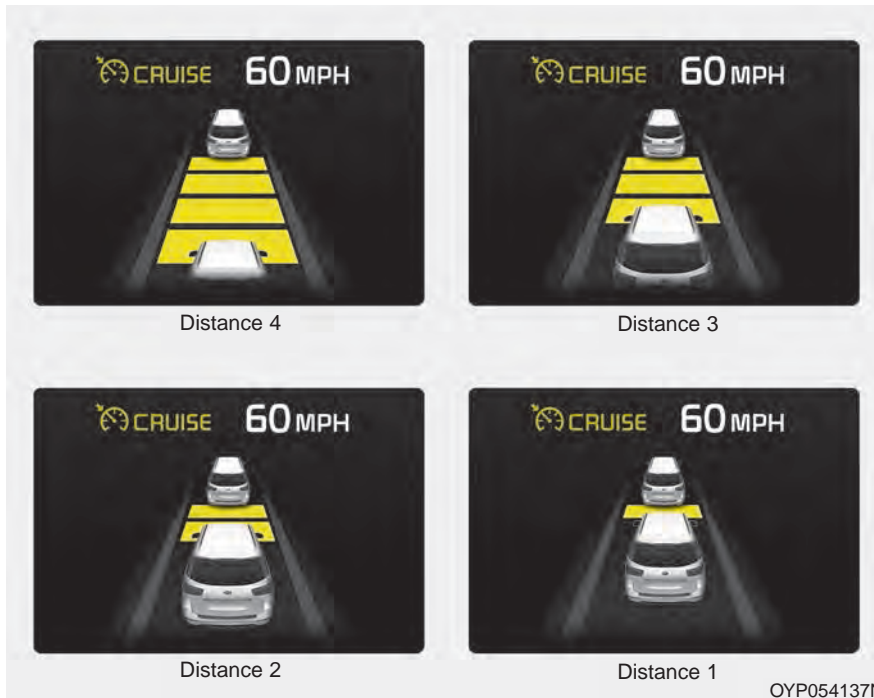 CRUISE 60 MPH
CRUISE 60 MPH
Distance 4
Distance 3
CRUISE 60 MPH
CRUISE 60 MPH
Distance 2
Distance 1
OYP054137N